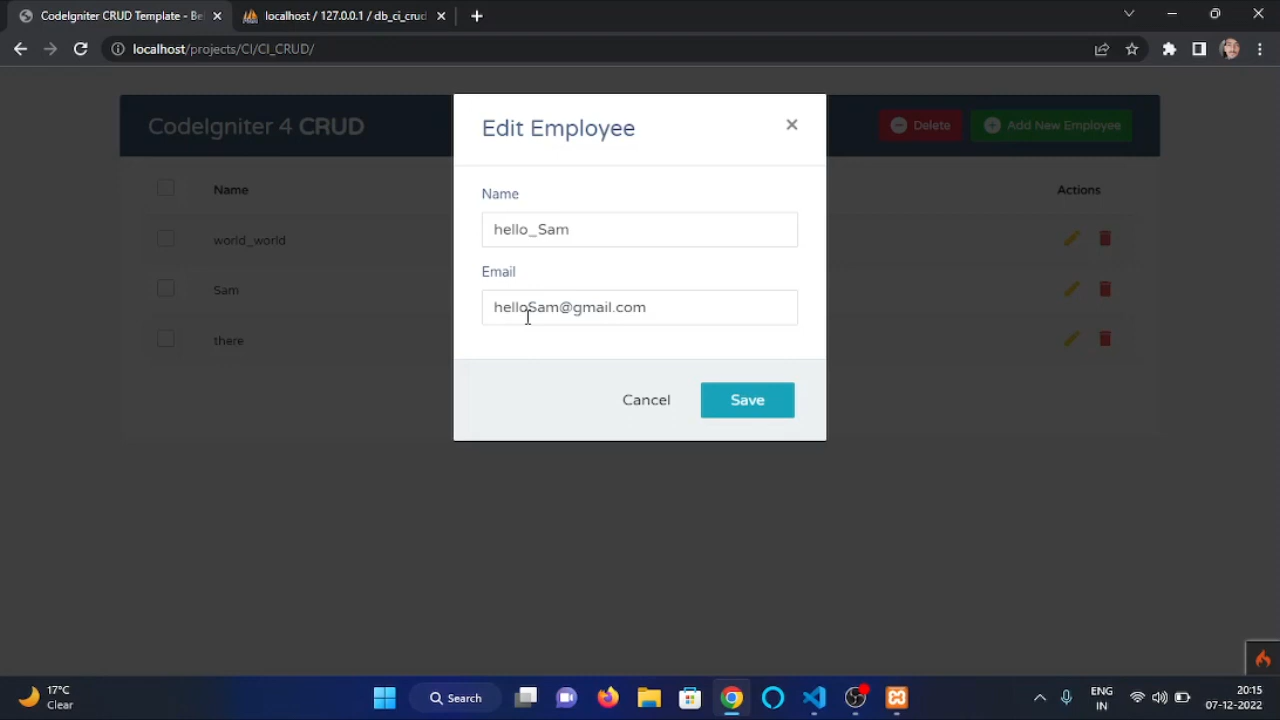 CodeIgniter CRUD Template - Be
localhost / 127.0.0.1 / db_ci_crud
localhost/projects/CI/CI_CRUD/
CodeIgniter 4 CRUD
Delete
Add New Employee
Edit Employee
Name
Actions
Name
hello_Sam
world_world
Email
Sam
helloSam@gmail.com
there
Cancel
Save
17°C
Clear
Search
ENG
IN
20:15
07-12-2022